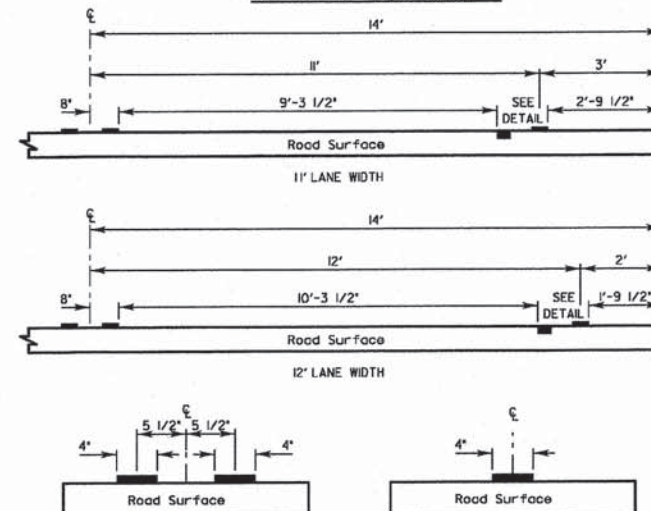 ℄
14'
11'
3'
8"
9'-3 1/2"
SEE
DETAIL
2'-9 1/2"
Road Surface
11' LANE WIDTH
℄
14'
12'
2'
8"
10'-3 1/2"
SEE
DETAIL
1'-9 1/2"
Road Surface
12' LANE WIDTH
℄
5 1/2" 5 1/2"
4"
4"
Road Surface
℄
4"
Road Surface